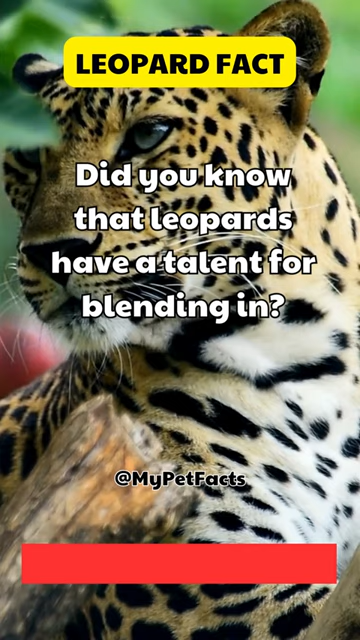 LEOPARD FACT
Did you know
that leopards
have a talent for
blending in?
@MyPetFacts